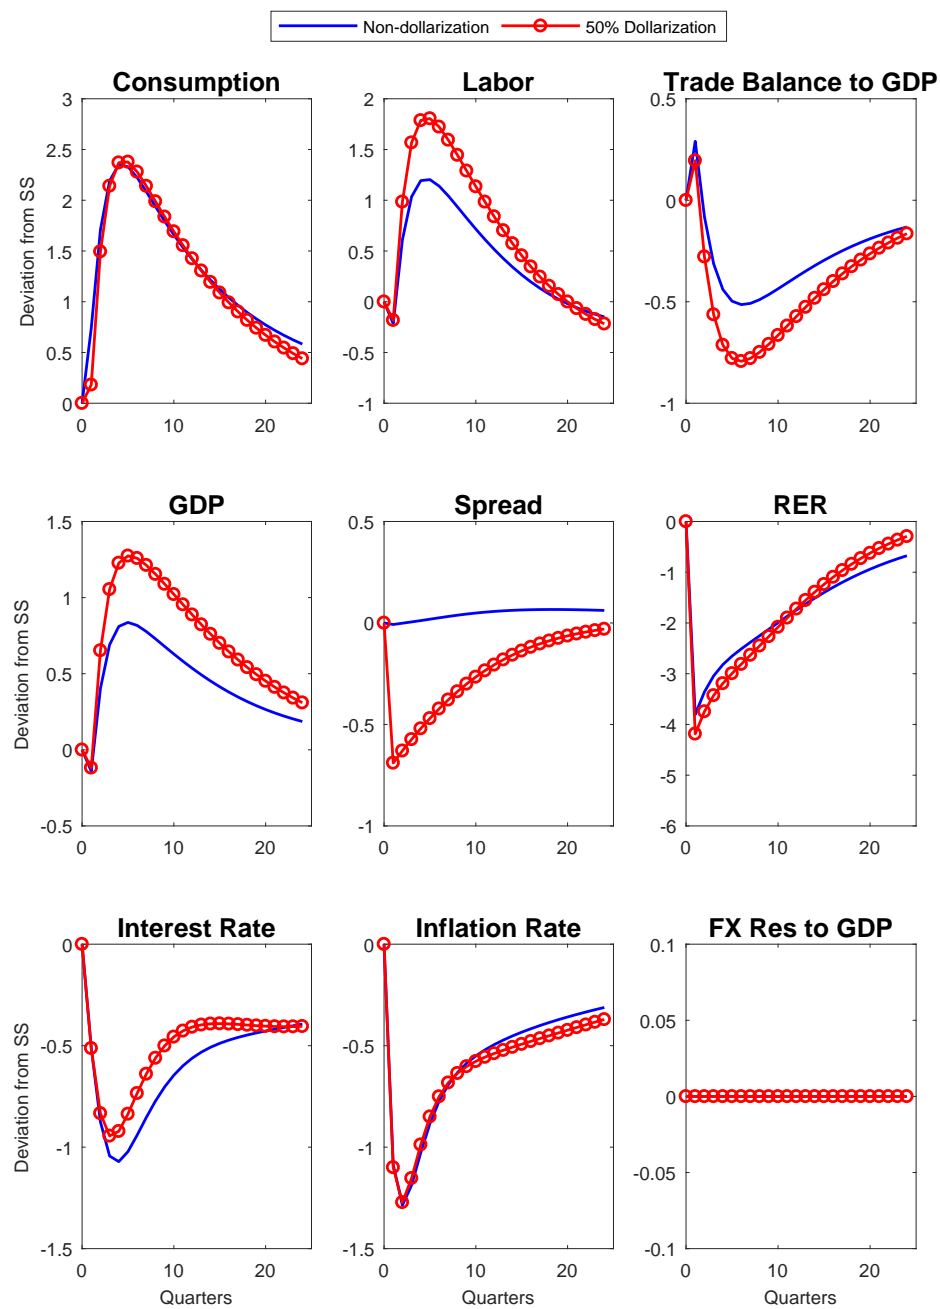 Non-dollarization 50% Dollarization
Consumption Labor Trade Balance to GDP
3 2 0.5
2.5 1.5
2 1 0
1.5 0.5
1 0 -0.5
0.5 -0.5
0 -1 -1
Deviation from SS
0 10 20 0 10 20 0 10 20
GDP Spread RER
1.5 0.5 0
1 0 -1
-2
0.5 -3
0 -0.5 -4
-5
-0.5 -1 -6
Deviation from SS
0 10 20 0 10 20 0 10 20
Interest Rate Inflation Rate FX Res to GDP
0 0 0.1
-0.5 -0.5 0.05
0
-1 -1 -0.05
-1.5 -1.5 -0.1
Deviation from SS
0 10 20 0 10 20 0 10 20
Quarters Quarters Quarters